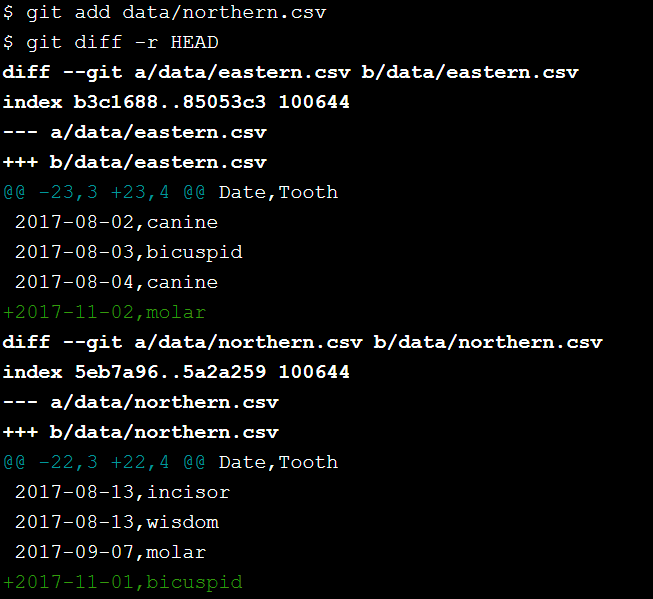 $ git add data/northern.csv
$ git diff -r HEAD
diff --git a/data/eastern.csv b/data/eastern.csv
index b3c1688..85053c3 100644
--- a/data/eastern.csv
+++ b/data/eastern.csv
@@ -23,3 +23,4 @@ Date,Tooth
 2017-08-02,canine
 2017-08-03,bicuspid
 2017-08-04,canine
+2017-11-02,molar
diff --git a/data/northern.csv b/data/northern.csv
index 5eb7a96..5a2a259 100644
--- a/data/northern.csv
+++ b/data/northern.csv
@@ -22,3 +22,4 @@ Date,Tooth
 2017-08-13,incisor
 2017-08-13,wisdom
 2017-09-07,molar
+2017-11-01,bicuspid